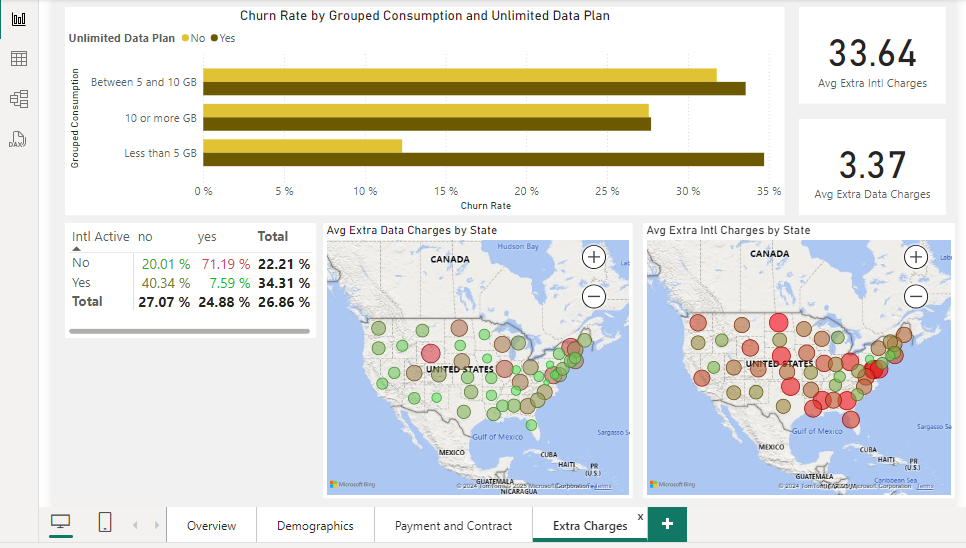 Churn Rate by Grouped Consumption and Unlimited Data Plan
Unlimited Data Plan No Yes
Grouped Consumption
Between 5 and 10 GB
10 or more GB
Less than 5 GB
0 % 5 % 10 % 15 % 20 % 25 % 30 % 35 %
Churn Rate
33.64
Avg Extra Intl Charges
3.37
Avg Extra Data Charges
Intl Active no yes Total
No 20.01 % 71.19 % 22.21 %
Yes 40.34 % 7.59 % 34.31 %
Total 27.07 % 24.88 % 26.86 %
Avg Extra Data Charges by State
Hudson Bay
CANADA
UNITED STATES
Gulf of Mexico
Sargasso S
MEXICO
CUBA
HAITI
PR
(U.S.)
GUATEMALA
NICARAGUA
Microsoft Bing
© 2024 TomTom, © 2025 Microsoft Corporation Terms
Avg Extra Intl Charges by State
CANADA
UNITED STATES
Gulf of Mexico
Sargasso Se
MEXICO
CUBA
HAITI
PR
(U.S.)
GUATEMALA
Caribbean Sea
Microsoft Bing
© 2024 TomTom, © 2025 Microsoft Corporation Terms
DAX
Overview
Demographics
Payment and Contract
Extra Charges
x
+